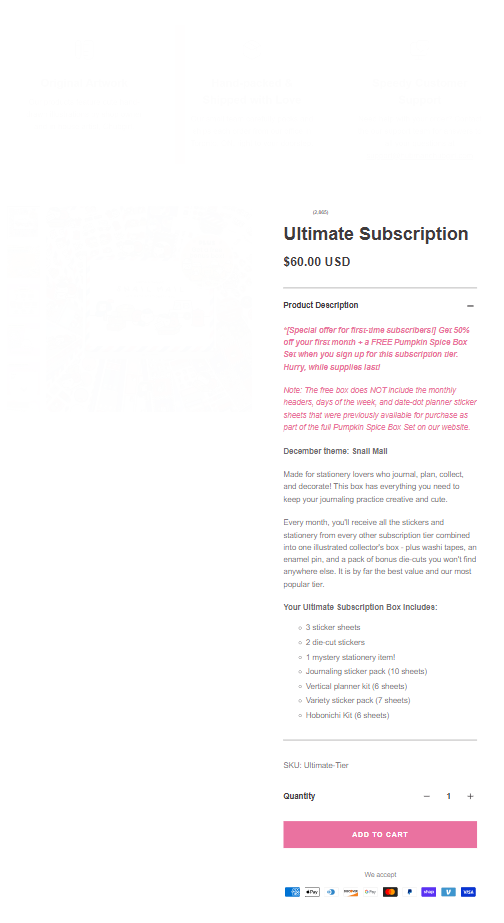 (2,865)
Ultimate Subscription
$60.00 USD
Product Description
*[Special offer for first-time subscribers!] Get 50%
off your first month + a FREE Pumpkin Spice Box
Set when you sign up for this subscription tier.
Hurry, while supplies last!
Note: The free box does NOT include the monthly
headers, days of the week, and date-dot planner sticker
sheets that were previously available for purchase as
part of the full Pumpkin Spice Box Set on our website.
December theme: Snail Mail
Made for stationery lovers who journal, plan, collect,
and decorate! This box has everything you need to
keep your journaling practice creative and cute.
Every month, you'll receive all the stickers and
stationery from every other subscription tier combined
into one illustrated collector's box - plus washi tapes, an
enamel pin, and a pack of bonus die-cuts you won't find
anywhere else. It is by far the best value and our most
popular tier.
Your Ultimate Subscription Box Includes:
3 sticker sheets
2 die-cut stickers
1 mystery stationery item!
Journaling sticker pack (10 sheets)
Vertical planner kit (6 sheets)
Variety sticker pack (7 sheets)
Hobonichi Kit (6 sheets)
SKU: Ultimate-Tier
Quantity − 1 +
ADD TO CART
We accept
Pay DISCOVER G Pay shop VISA